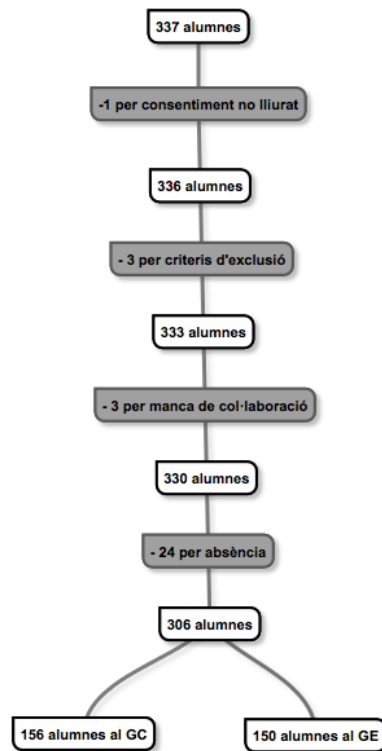 337 alumnes
-1 per consentiment no lliurat
336 alumnes
- 3 per criteris d'exclusió
333 alumnes
- 3 per manca de col·laboració
330 alumnes
- 24 per absència
306 alumnes
156 alumnes al GC
150 alumnes al GE